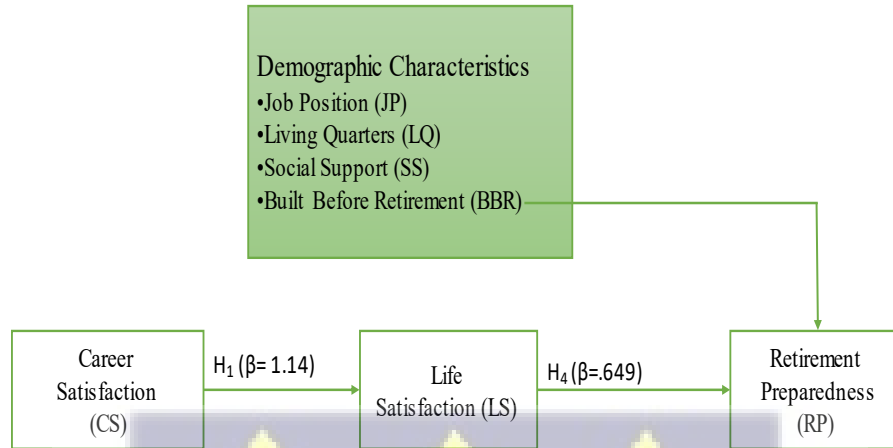 Demographic Characteristics
•Job Position (JP)
•Living Quarters (LQ)
•Social Support (SS)
•Built Before Retirement (BBR)
Career
Satisfaction
(CS)
H₁ (β= 1.14)
Life
Satisfaction (LS)
H₄ (β=.649)
Retirement
Preparedness
(RP)